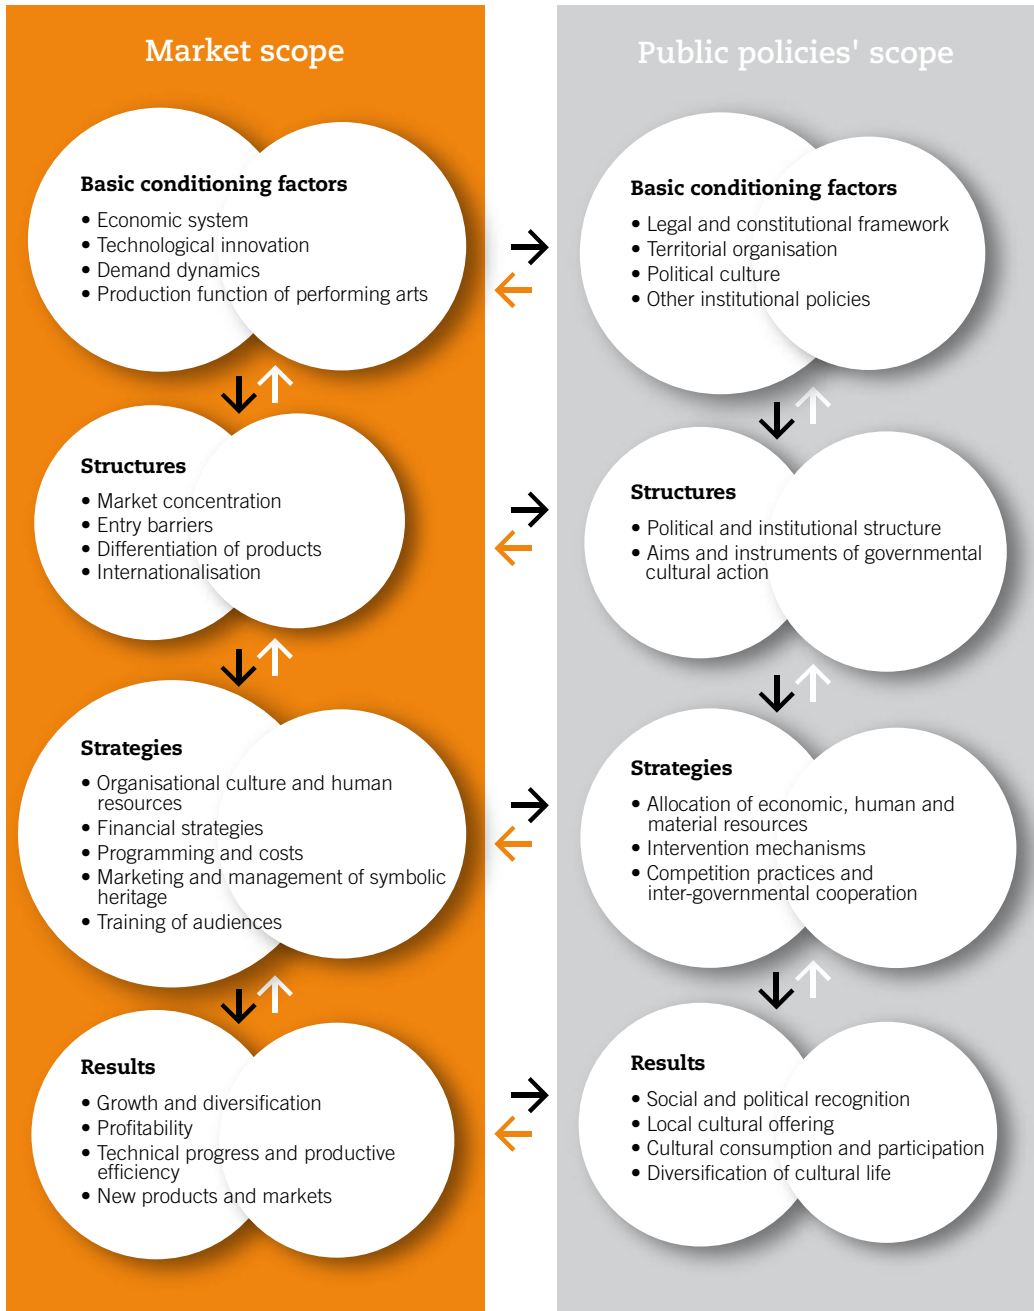 Market scope
Basic conditioning factors
• Economic system
• Technological innovation
• Demand dynamics
• Production function of performing arts
Structures
• Market concentration
• Entry barriers
• Differentiation of products
• Internationalisation
Strategies
• Organisational culture and human
resources
• Financial strategies
• Programming and costs
• Marketing and management of symbolic
heritage
• Training of audiences
Results
• Growth and diversification
• Profitability
• Technical progress and productive
efficiency
• New products and markets
Public policies' scope
Basic conditioning factors
• Legal and constitutional framework
• Territorial organisation
• Political culture
• Other institutional policies
Structures
• Political and institutional structure
• Aims and instruments of governmental
cultural action
Strategies
• Allocation of economic, human and
material resources
• Intervention mechanisms
• Competition practices and
inter-governmental cooperation
Results
• Social and political recognition
• Local cultural offering
• Cultural consumption and participation
• Diversification of cultural life